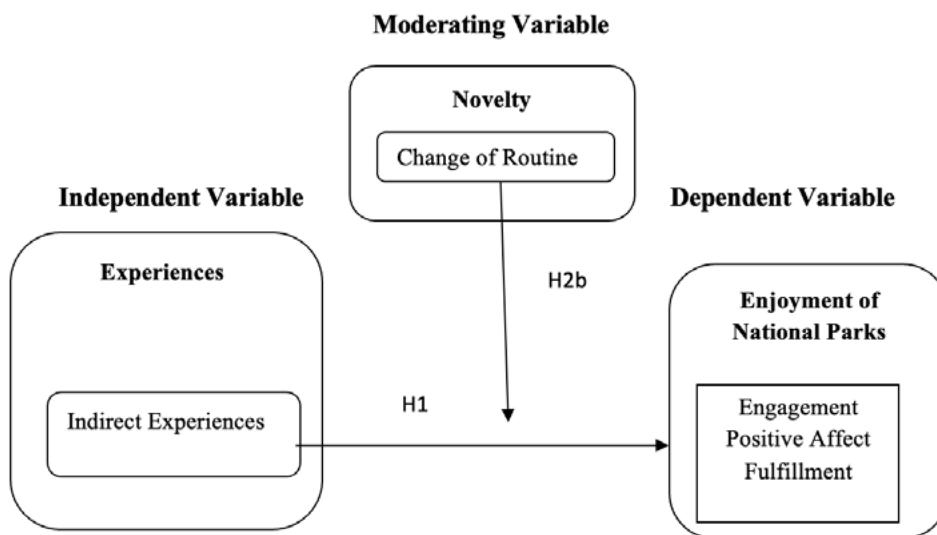 Moderating Variable
Novelty
Change of Routine
Independent Variable
Dependent Variable
Experiences
H2b
Enjoyment of
National Parks
Indirect Experiences
H1
Engagement
Positive Affect
Fulfillment